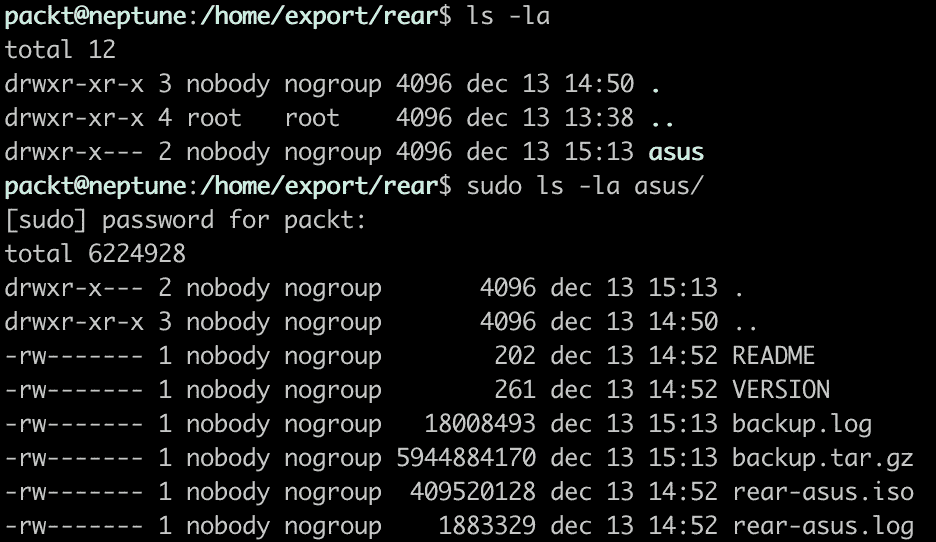 packt@neptune:/home/export/rear$ ls -la
total 12
drwxr-xr-x 3 nobody nogroup 4096 dec 13 14:50 .
drwxr-xr-x 4 root   root    4096 dec 13 13:38 ..
drwxr-x--- 2 nobody nogroup 4096 dec 13 15:13 asus
packt@neptune:/home/export/rear$ sudo ls -la asus/
[sudo] password for packt:
total 6224928
drwxr-x--- 2 nobody nogroup       4096 dec 13 15:13 .
drwxr-xr-x 3 nobody nogroup       4096 dec 13 14:50 ..
-rw------- 1 nobody nogroup        202 dec 13 14:52 README
-rw------- 1 nobody nogroup        261 dec 13 14:52 VERSION
-rw------- 1 nobody nogroup   18008493 dec 13 15:13 backup.log
-rw------- 1 nobody nogroup 5944884170 dec 13 15:13 backup.tar.gz
-rw------- 1 nobody nogroup  409520128 dec 13 14:52 rear-asus.iso
-rw------- 1 nobody nogroup    1883329 dec 13 14:52 rear-asus.log